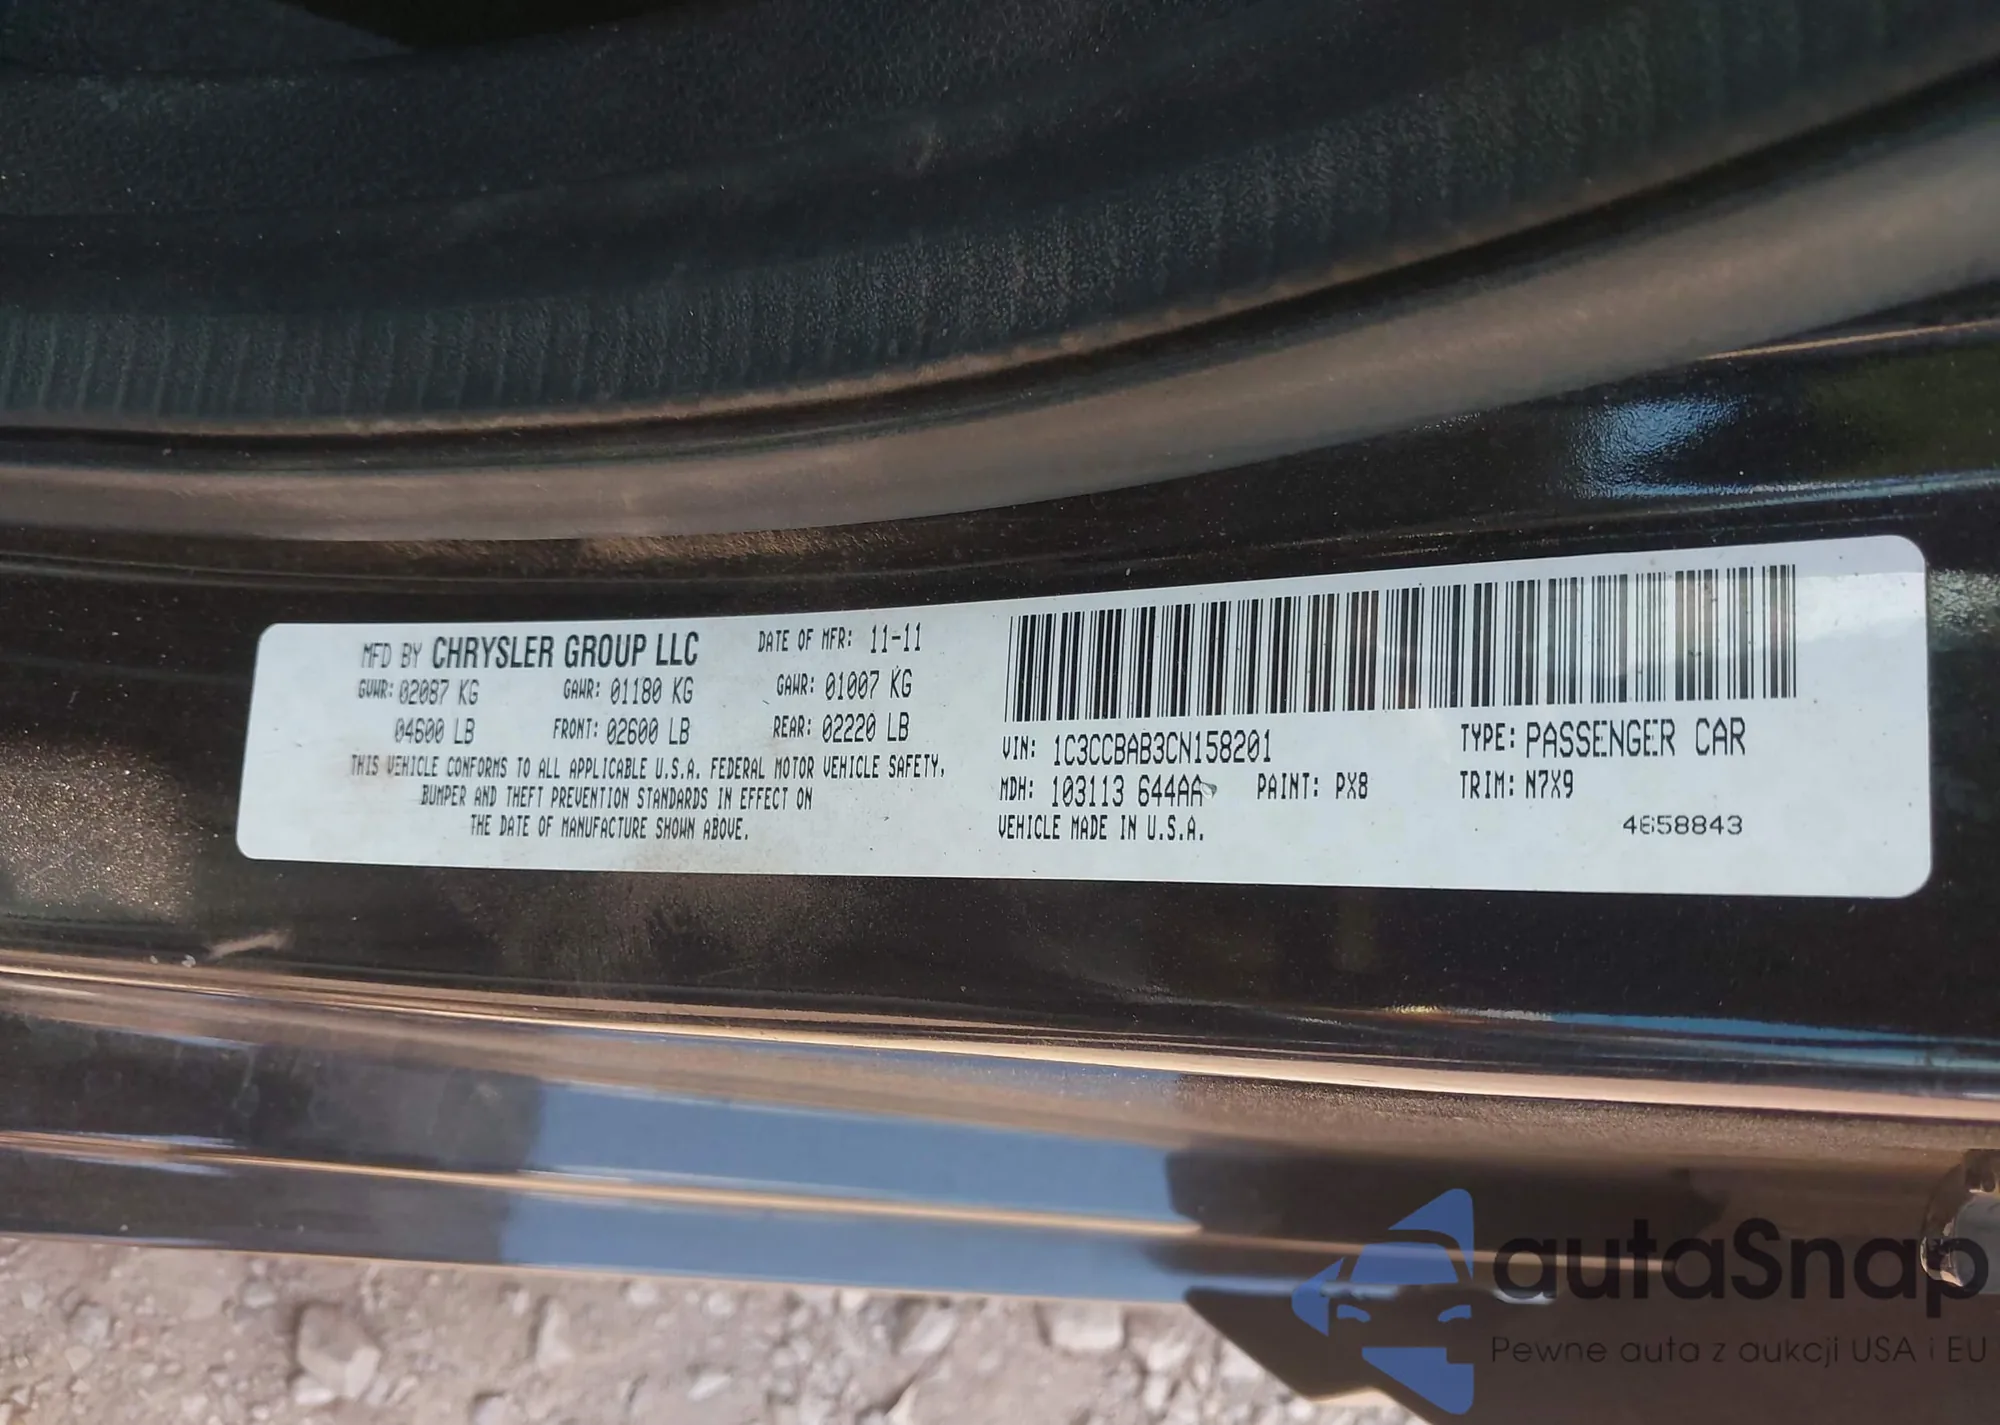 MFD BY CHRYSLER GROUP LLC DATE OF MFR: 11-11
GVWR: 02087 KG GAWR: 01180 KG GAWR: 01007 KG
04600 LB FRONT: 02600 LB REAR: 02220 LB
THIS VEHICLE CONFORMS TO ALL APPLICABLE U.S.A. FEDERAL MOTOR VEHICLE SAFETY,
BUMPER AND THEFT PREVENTION STANDARDS IN EFFECT ON
THE DATE OF MANUFACTURE SHOWN ABOVE.
VIN: 1C3CCBAB3CN158201 TYPE: PASSENGER CAR
MDH: 103113 644AA PAINT: PX8 TRIM: N7X9
VEHICLE MADE IN U.S.A. 4658843
autaSnap
Pewne auta z aukcji USA i EU